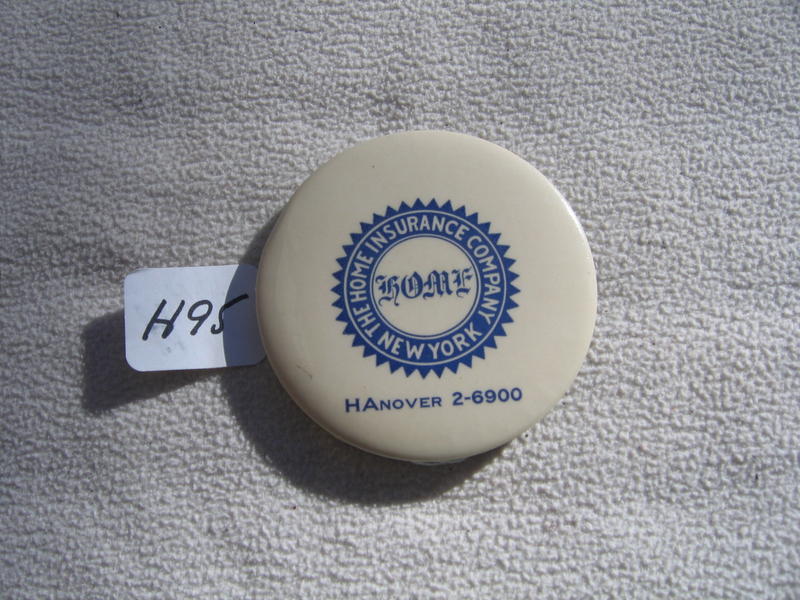 H95
THE HOME INSURANCE COMPANY
HOME
NEW YORK
HANOVER 2-6900